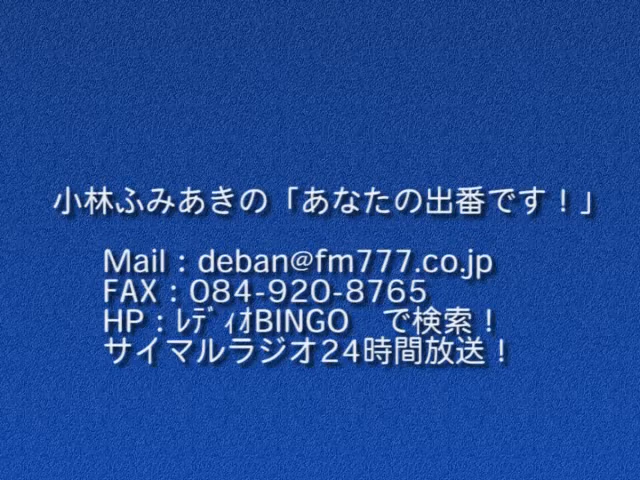 小林ふみあきの「あなたの出番です！」
Mail：deban@fm777.co.jp
FAX：084-920-8765
HP：ﾚﾃﾞｨｵBINGO　で検索！
サイマルラジオ24時間放送！